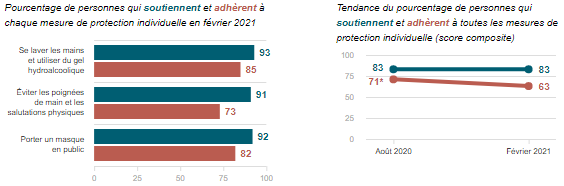 Pourcentage de personnes qui soutiennent et adhèrent à
chaque mesure de protection individuelle en février 2021
Se laver les mains
et utiliser du gel
hydroalcoolique
93
85
Éviter les poignées
de main et les
salutations physiques
91
73
Porter un masque
en public
92
82
0
25
50
75
100
Tendance du pourcentage de personnes qui
soutiennent et adhèrent à toutes les mesures de
protection individuelle (score composite)
100
75
50
25
0
83
71*
83
63
Août 2020
Février 2021